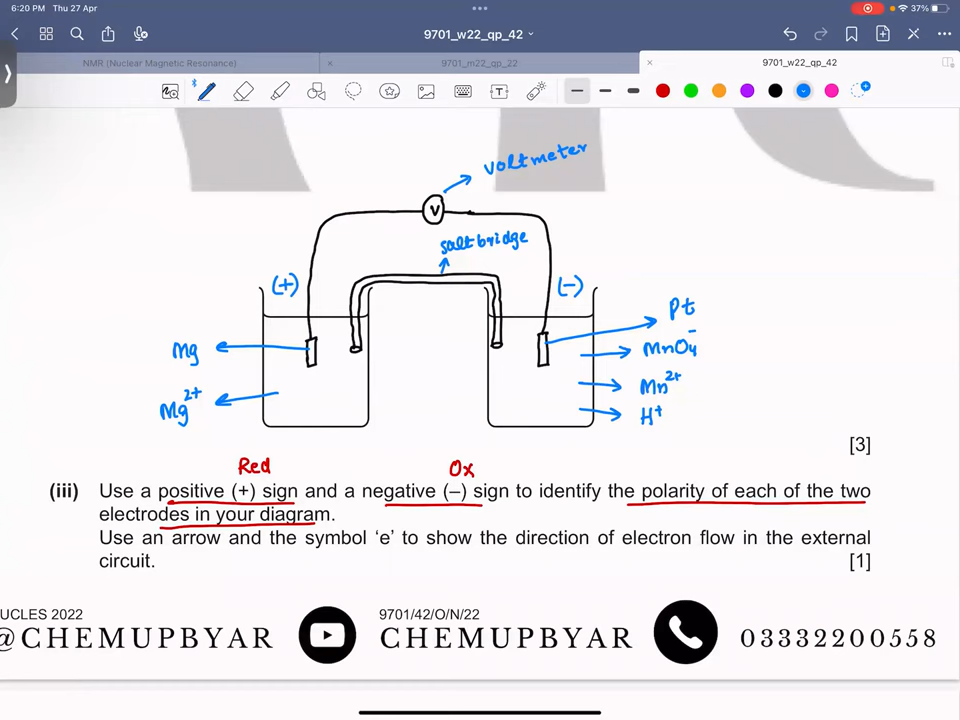 6:20 PM Thu 27 Apr
37%
9701_w22_qp_42
NMR (Nuclear Magnetic Resonance)
9701_m22_qp_22
9701_w22_qp_42
voltmeter
V
salt bridge
(+)
(−)
Pt
Mg
MnO4−
Mg2+
Mn2+
H+
[3]
Red
Ox
(iii) Use a positive (+) sign and a negative (–) sign to identify the polarity of each of the two
electrodes in your diagram.
Use an arrow and the symbol ‘e’ to show the direction of electron flow in the external
circuit. [1]
UCLES 2022
9701/42/O/N/22
@CHEMUPBYAR
CHEMUPBYAR
03332200558